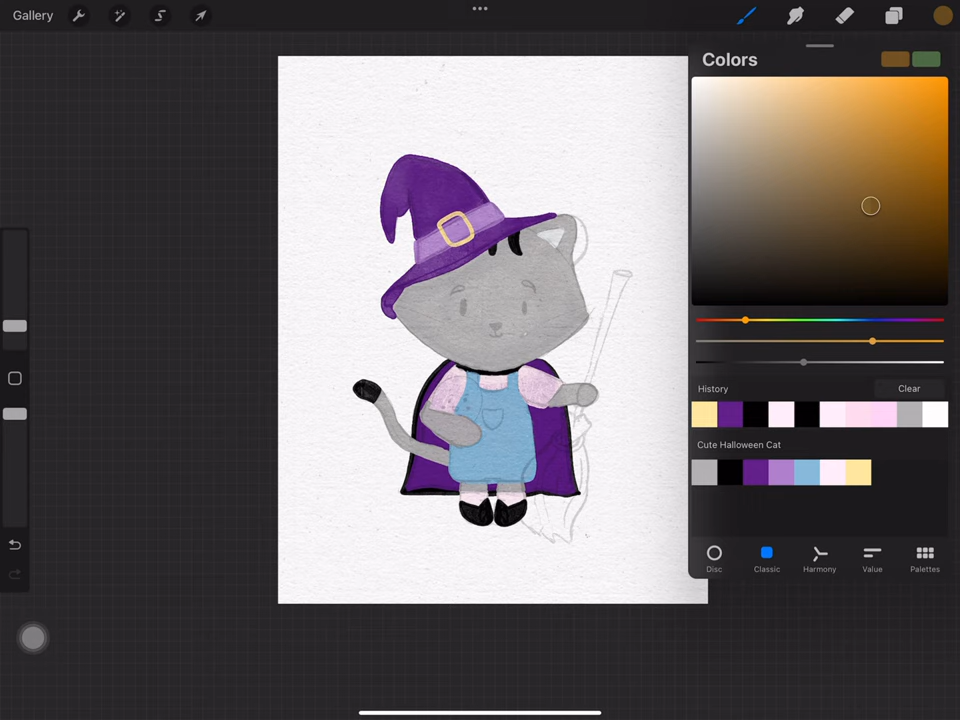 Gallery
Colors
History
Clear
Cute Halloween Cat
Disc
Classic
Harmony
Value
Palettes